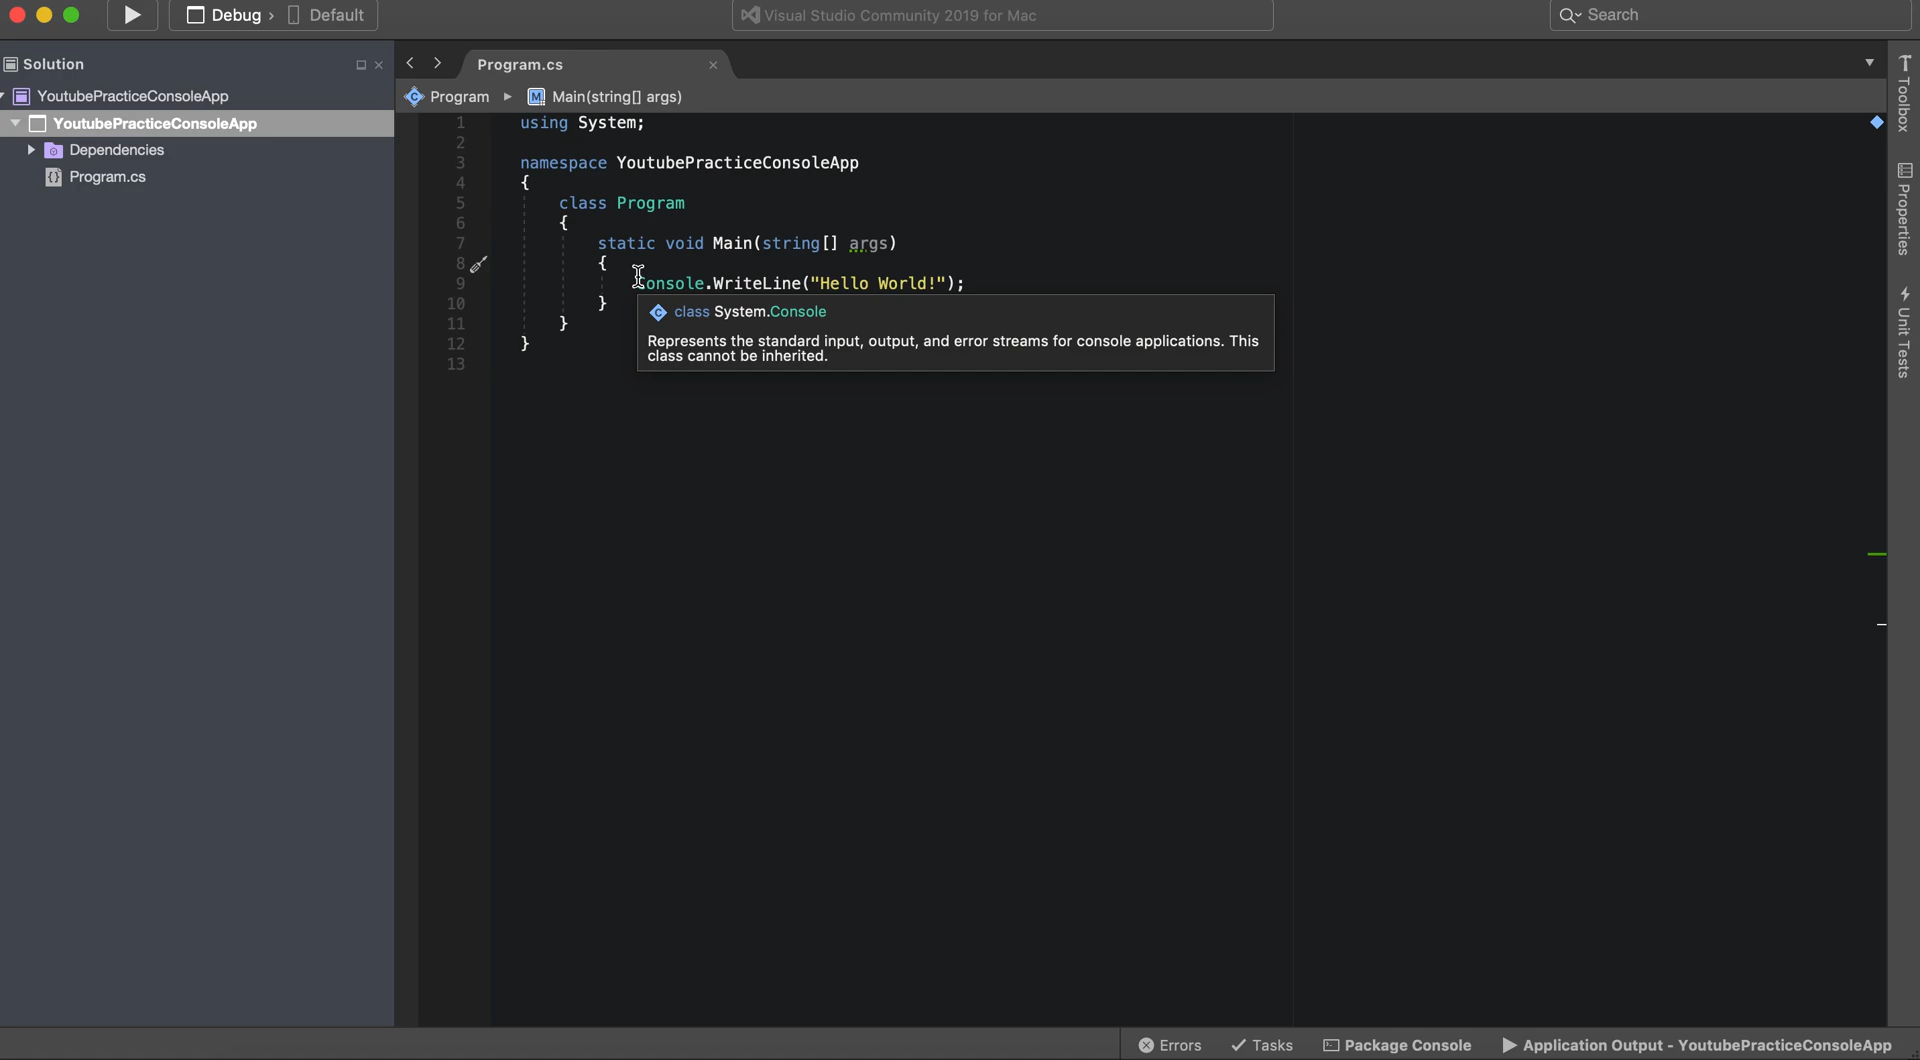 Debug › Default
Visual Studio Community 2019 for Mac
Search
Solution
Program.cs
YoutubePracticeConsoleApp
Program
Main(string[] args)
YoutubePracticeConsoleApp
Dependencies
Program.cs
1 using System;
2
3 namespace YoutubePracticeConsoleApp
4 {
5 class Program
6 {
7 static void Main(string[] args)
8 {
9 Console.WriteLine("Hello World!");
10 }
11 }
12 }
13
class System.Console
Represents the standard input, output, and error streams for console applications. This
class cannot be inherited.
Toolbox
Properties
Unit Tests
Errors
Tasks
Package Console
Application Output - YoutubePracticeConsoleApp